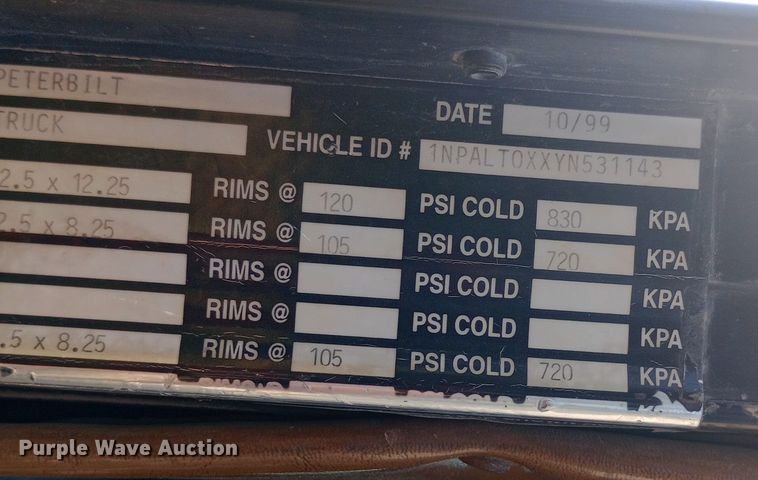 PETERBILT
DATE 10/99
TRUCK
VEHICLE ID # 1NPALTOXXYN531143
2.5 x 12.25 RIMS @ 120 PSI COLD 830 KPA
2.5 x 8.25 RIMS @ 105 PSI COLD 720 KPA
RIMS @ PSI COLD KPA
RIMS @ PSI COLD KPA
.5 x 8.25 RIMS @ 105 PSI COLD 720 KPA
Purple Wave Auction